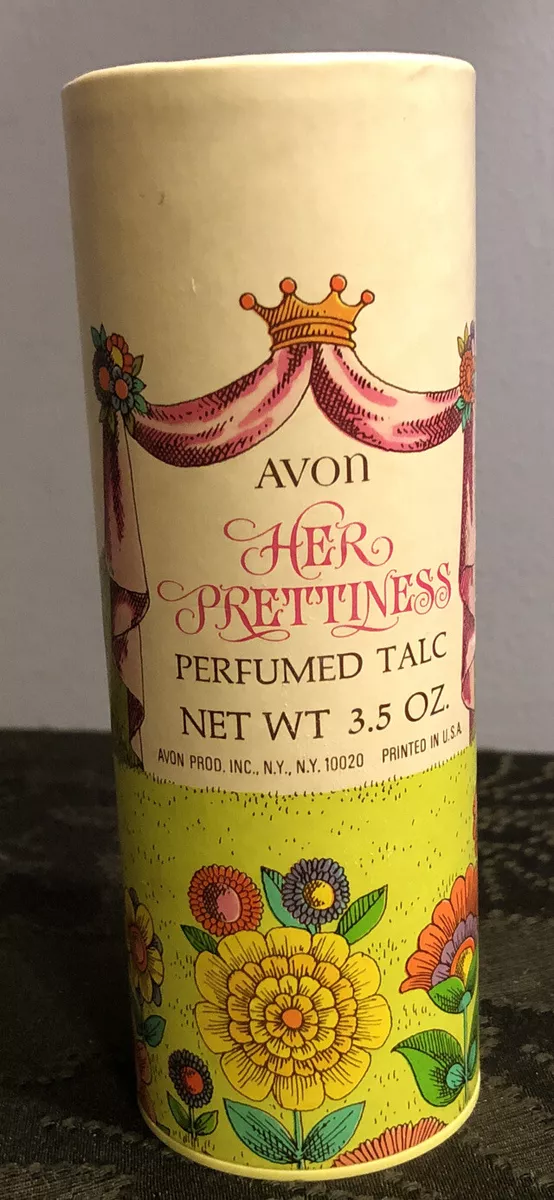 AVON
HER
PRETTINESS
PERFUMED TALC
NET WT 3.5 OZ.
AVON PROD. INC., N.Y., N.Y. 10020 PRINTED IN U.S.A.